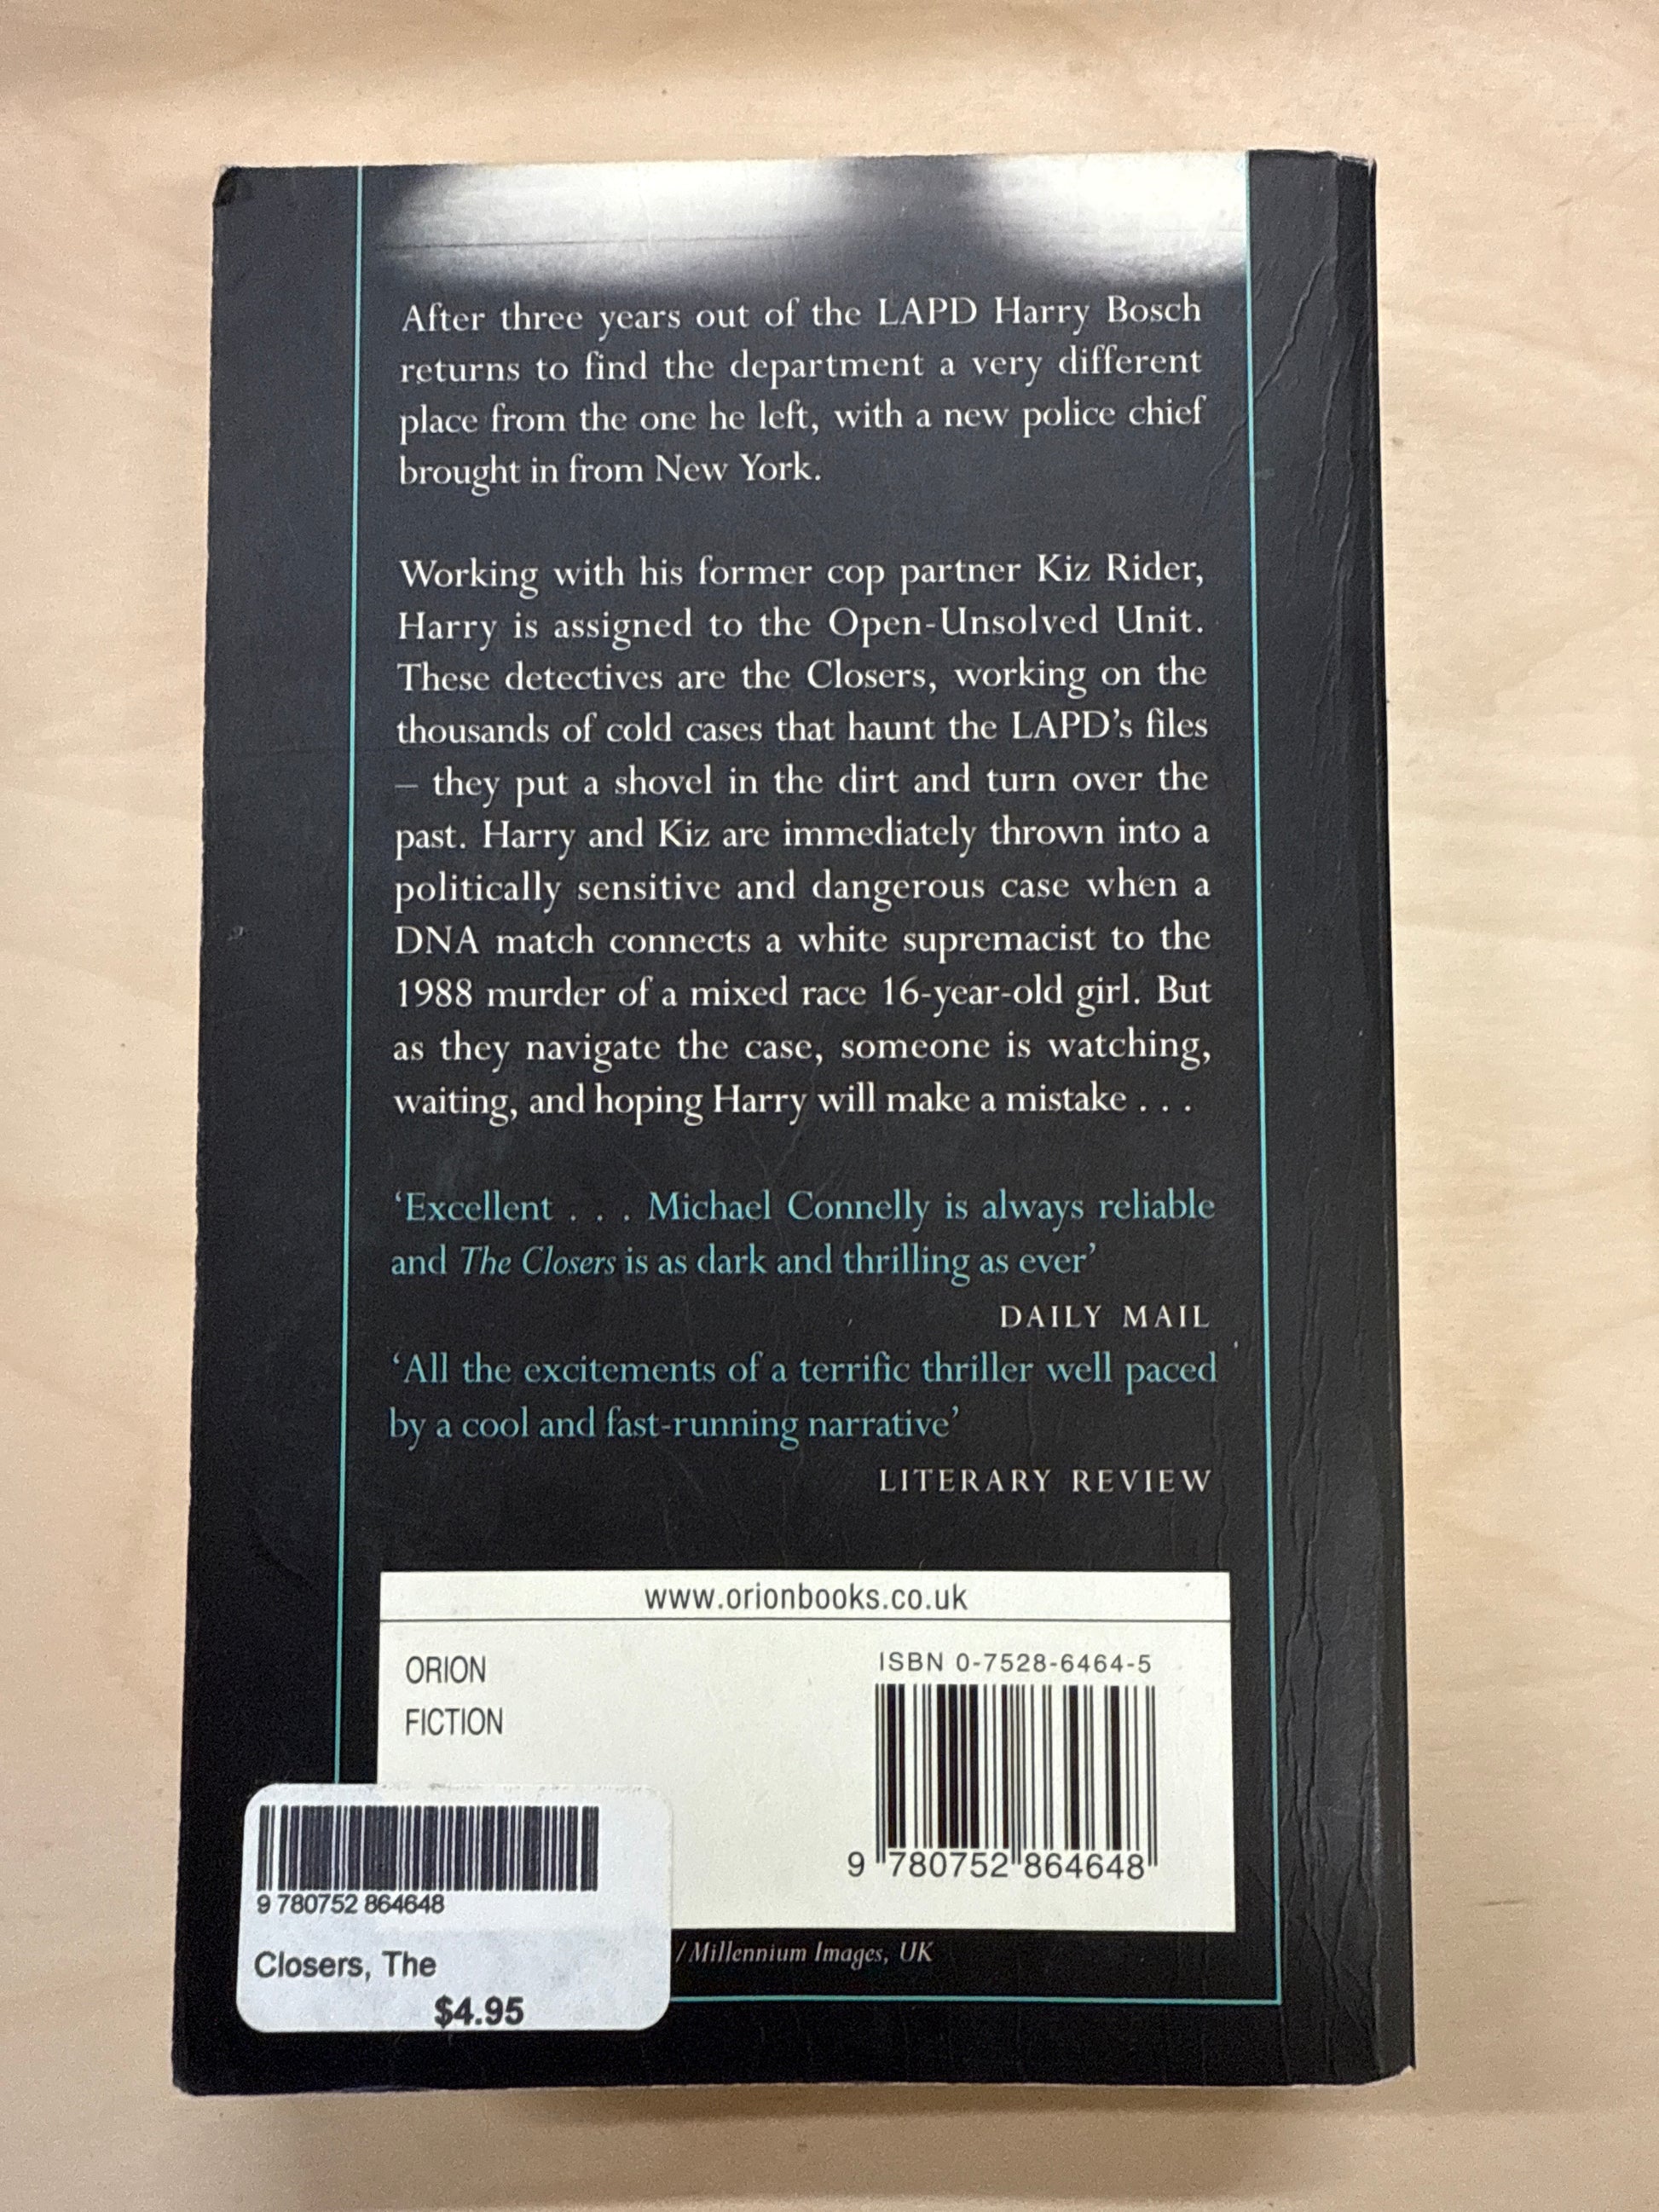 After three years out of the LAPD Harry Bosch
returns to find the department a very different
place from the one he left, with a new police chief
brought in from New York.
Working with his former cop partner Kiz Rider,
Harry is assigned to the Open-Unsolved Unit.
These detectives are the Closers, working on the
thousands of cold cases that haunt the LAPD’s files
– they put a shovel in the dirt and turn over the
past. Harry and Kiz are immediately thrown into a
politically sensitive and dangerous case when a
DNA match connects a white supremacist to the
1988 murder of a mixed race 16-year-old girl. But
as they navigate the case, someone is watching,
waiting, and hoping Harry will make a mistake . . .
‘Excellent . . . Michael Connelly is always reliable
and The Closers is as dark and thrilling as ever’
DAILY MAIL
‘All the excitements of a terrific thriller well paced
by a cool and fast-running narrative’
LITERARY REVIEW
www.orionbooks.co.uk
ORION
FICTION
ISBN 0-7528-6464-5
9 780752 864648
9 780752 864648
Closers, The
$4.95
/Millennium Images, UK